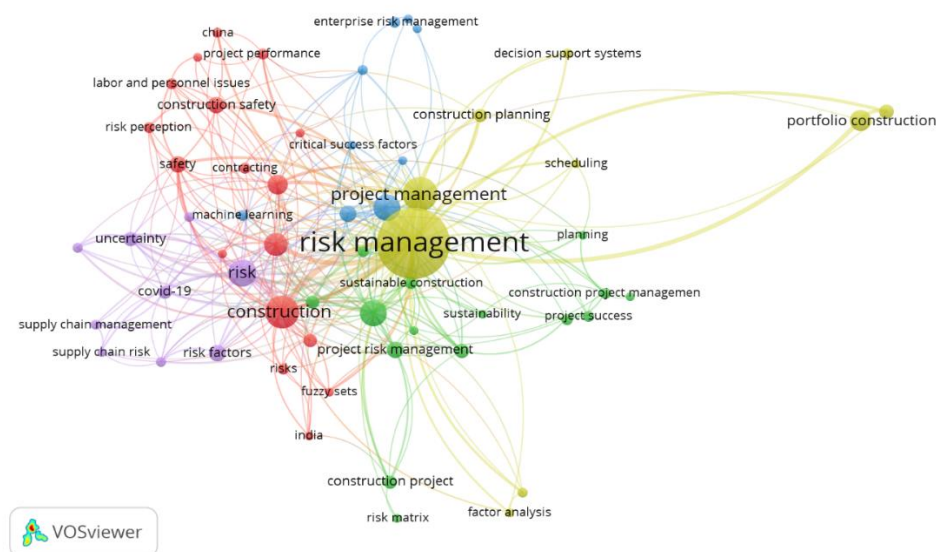 enterprise risk management
china
project performance
decision support systems
labor and personnel issues
construction safety
construction planning
portfolio construction
risk perception
critical success factors
safety
contracting
scheduling
project management
machine learning
risk management
uncertainty
planning
risk
sustainable construction
covid-19
construction project managemen
construction
sustainability
project success
supply chain management
supply chain risk
risk factors
project risk management
risks
fuzzy sets
india
construction project
risk matrix
factor analysis
VOSviewer